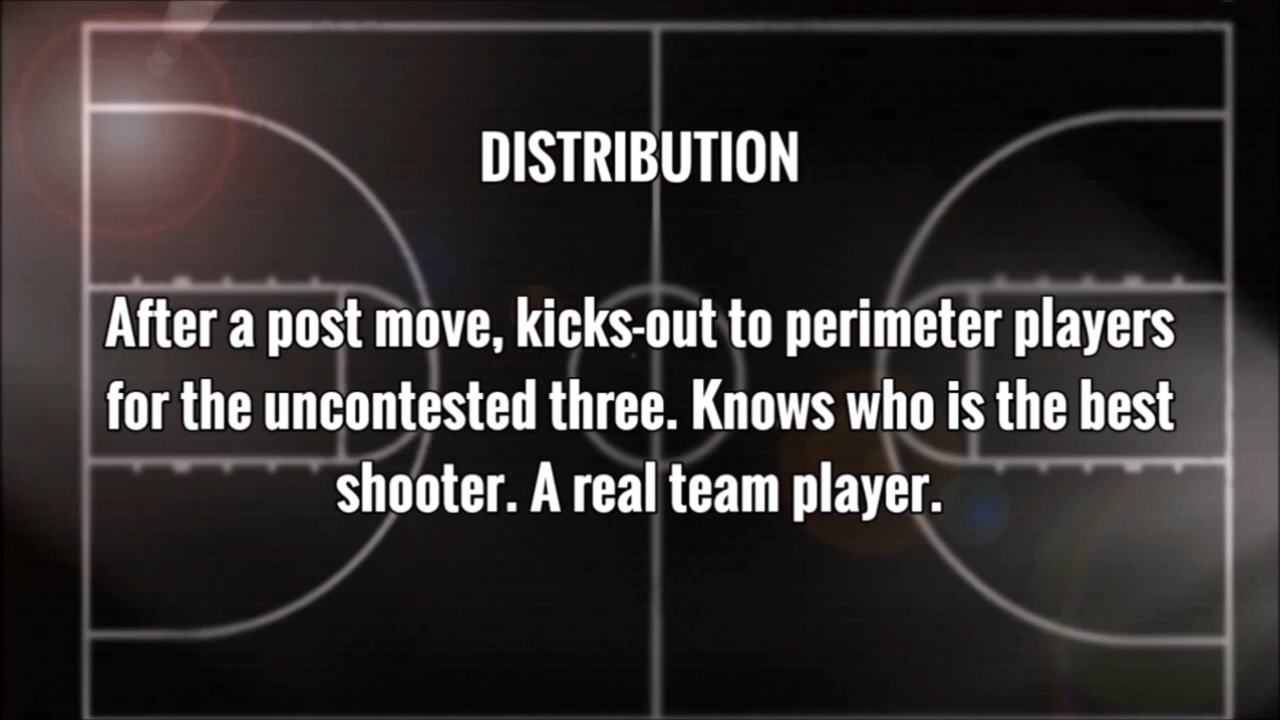 DISTRIBUTION
After a post move, kicks-out to perimeter players
for the uncontested three. Knows who is the best
shooter. A real team player.